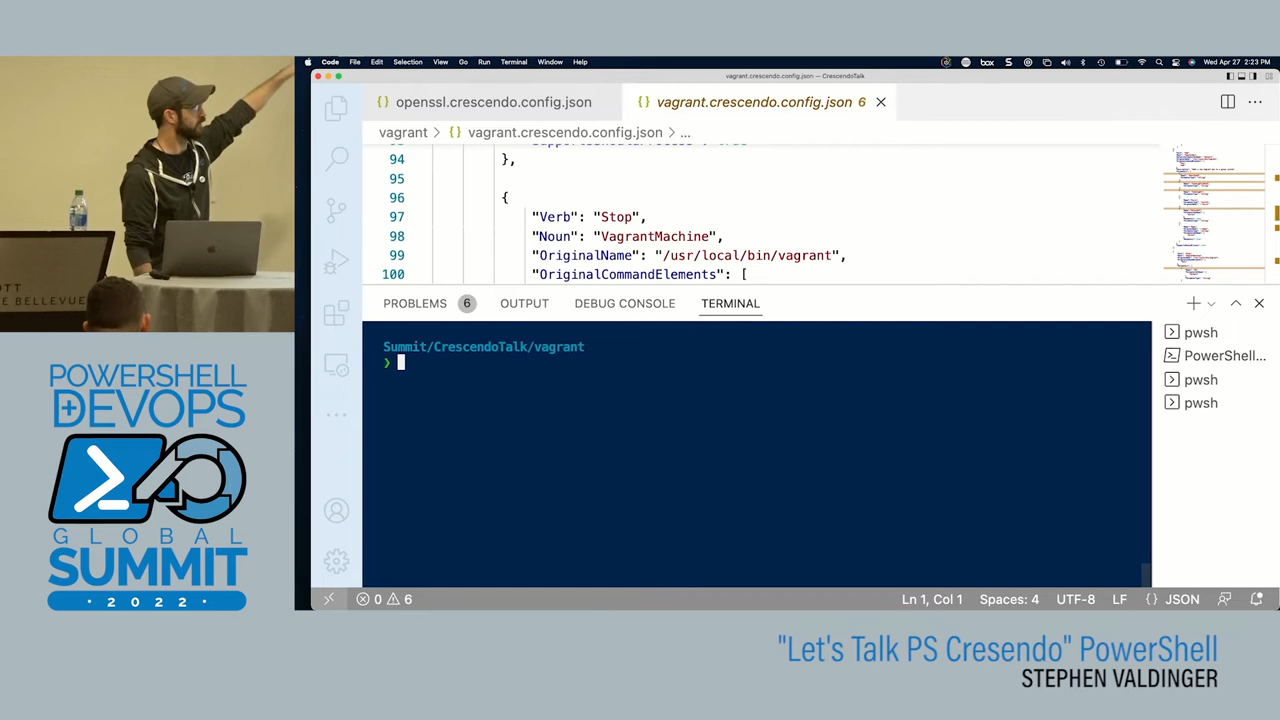 Code File Edit Selection View Go Run Terminal Window Help
box
Wed Apr 27 2:23 PM
vagrant.crescendo.config.json — CrescendoTalk
openssl.crescendo.config.json
vagrant.crescendo.config.json 6
vagrant > vagrant.crescendo.config.json > ...
94 },
95
96 {
97 "Verb": "Stop",
98 "Noun": "VagrantMachine",
99 "OriginalName": "/usr/local/bin/vagrant",
100 "OriginalCommandElements": [
PROBLEMS 6 OUTPUT DEBUG CONSOLE TERMINAL
Summit/CrescendoTalk/vagrant
❯
pwsh
PowerShell...
pwsh
pwsh
0 6
Ln 1, Col 1 Spaces: 4 UTF-8 LF {} JSON
OTT
E BELLEVUE
POWERSHELL
+DEVOPS
GLOBAL
SUMMIT
· 2 0 2 2 ·
"Let's Talk PS Cresendo" PowerShell
STEPHEN VALDINGER